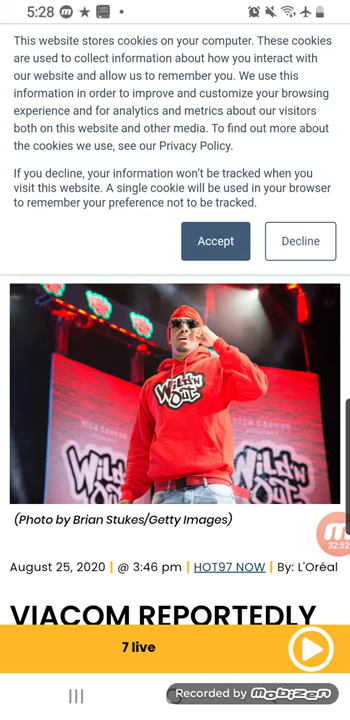 5:28
This website stores cookies on your computer. These cookies
are used to collect information about how you interact with
our website and allow us to remember you. We use this
information in order to improve and customize your browsing
experience and for analytics and metrics about our visitors
both on this website and other media. To find out more about
the cookies we use, see our Privacy Policy.
If you decline, your information won't be tracked when you
visit this website. A single cookie will be used in your browser
to remember your preference not to be tracked.
Accept
Decline
WILD'N
OUT
(Photo by Brian Stukes/Getty Images)
32:52
August 25, 2020 | @ 3:46 pm | HOT97 NOW | By: L'Oréal
VIACOM REPORTEDLY
7 live
Recorded by mobizen